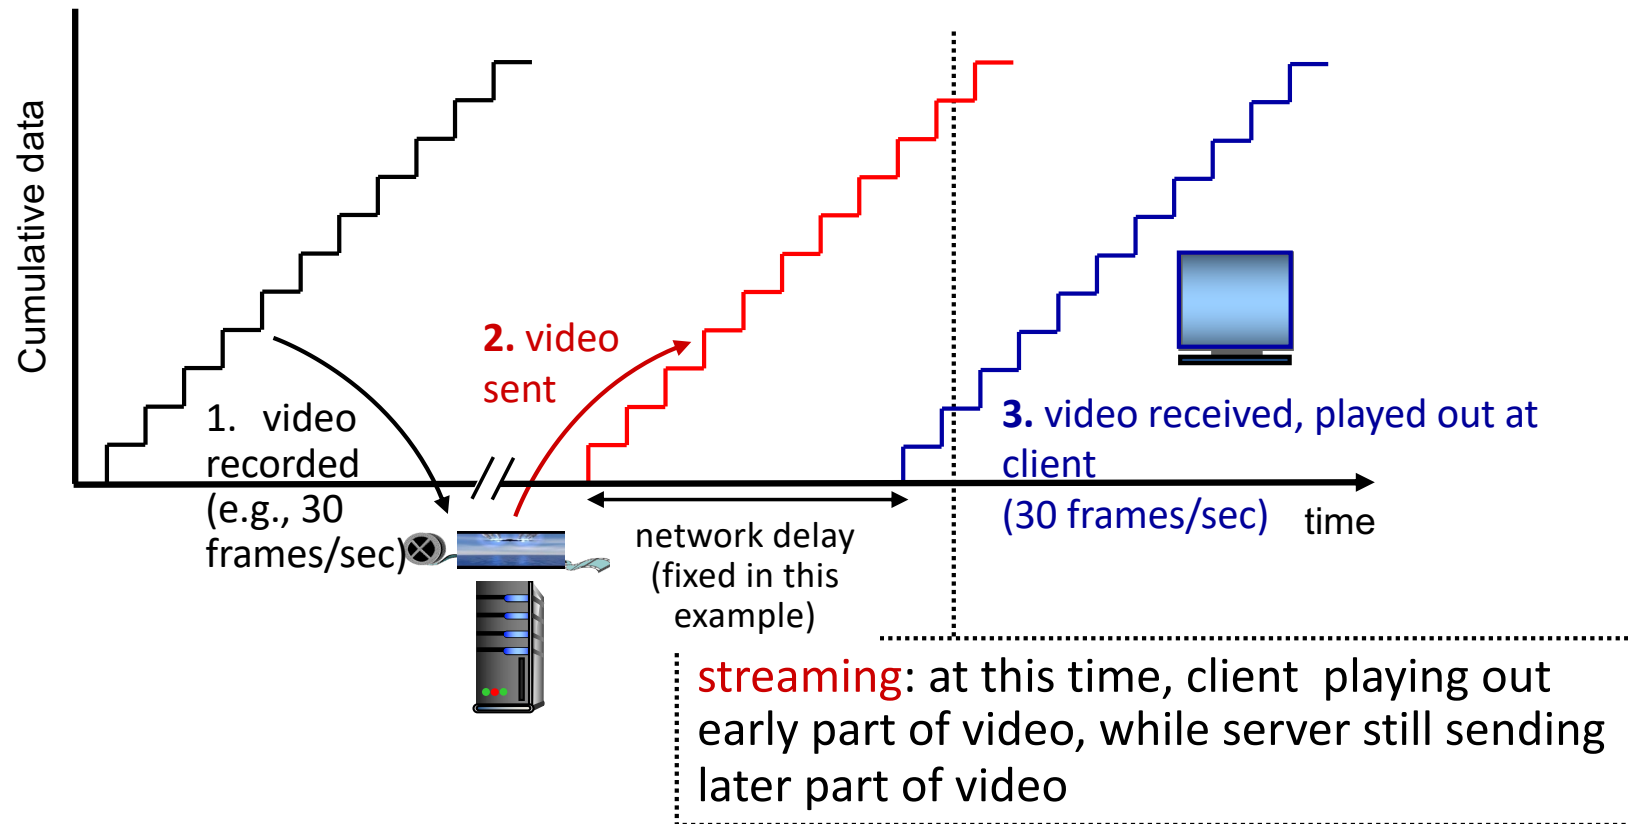 Cumulative data
1. video
recorded
(e.g., 30
frames/sec)
2. video
sent
3. video received, played out at
client
(30 frames/sec)
time
network delay
(fixed in this
example)
streaming: at this time, client playing out
early part of video, while server still sending
later part of video